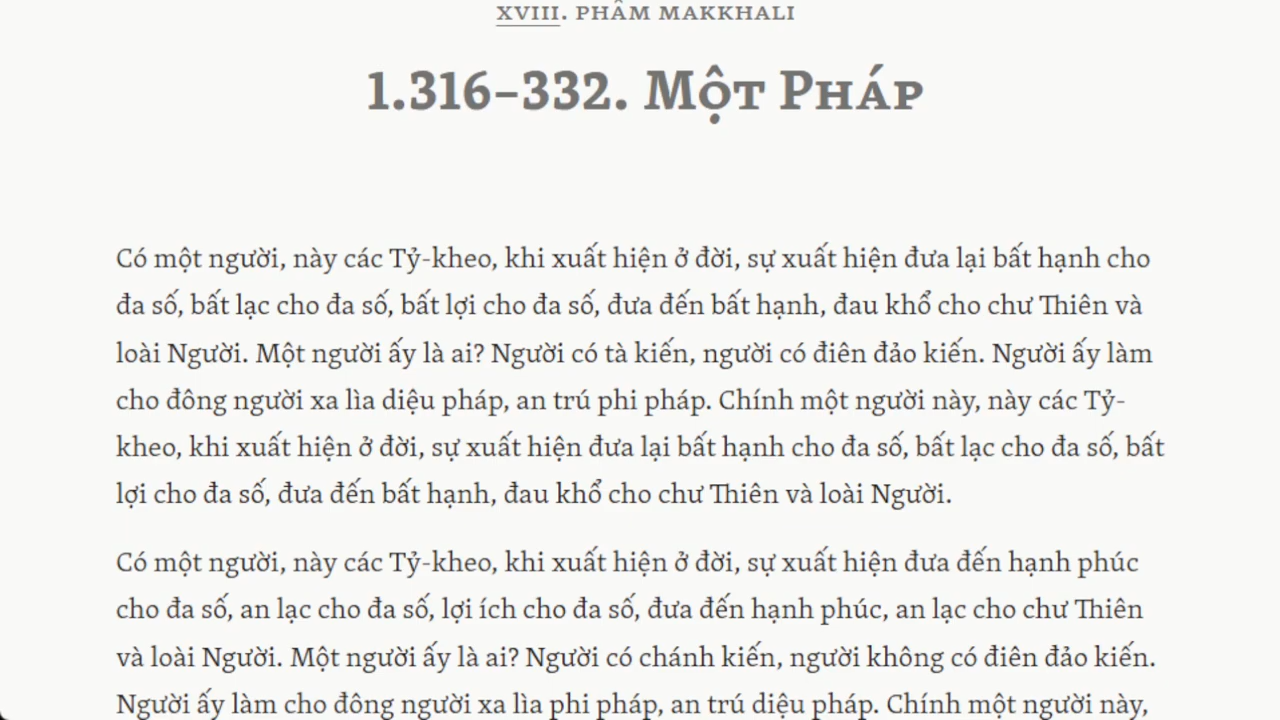 XVIII. PHẨM MAKKHALI
1.316–332. Một Pháp
Có một người, này các Tỷ-kheo, khi xuất hiện ở đời, sự xuất hiện đưa lại bất hạnh cho
đa số, bất lạc cho đa số, bất lợi cho đa số, đưa đến bất hạnh, đau khổ cho chư Thiên và
loài Người. Một người ấy là ai? Người có tà kiến, người có điên đảo kiến. Người ấy làm
cho đông người xa lìa diệu pháp, an trú phi pháp. Chính một người này, này các Tỷ-
kheo, khi xuất hiện ở đời, sự xuất hiện đưa lại bất hạnh cho đa số, bất lạc cho đa số, bất
lợi cho đa số, đưa đến bất hạnh, đau khổ cho chư Thiên và loài Người.
Có một người, này các Tỷ-kheo, khi xuất hiện ở đời, sự xuất hiện đưa đến hạnh phúc
cho đa số, an lạc cho đa số, lợi ích cho đa số, đưa đến hạnh phúc, an lạc cho chư Thiên
và loài Người. Một người ấy là ai? Người có chánh kiến, người không có điên đảo kiến.
Người ấy làm cho đông người xa lìa phi pháp, an trú diệu pháp. Chính một người này,